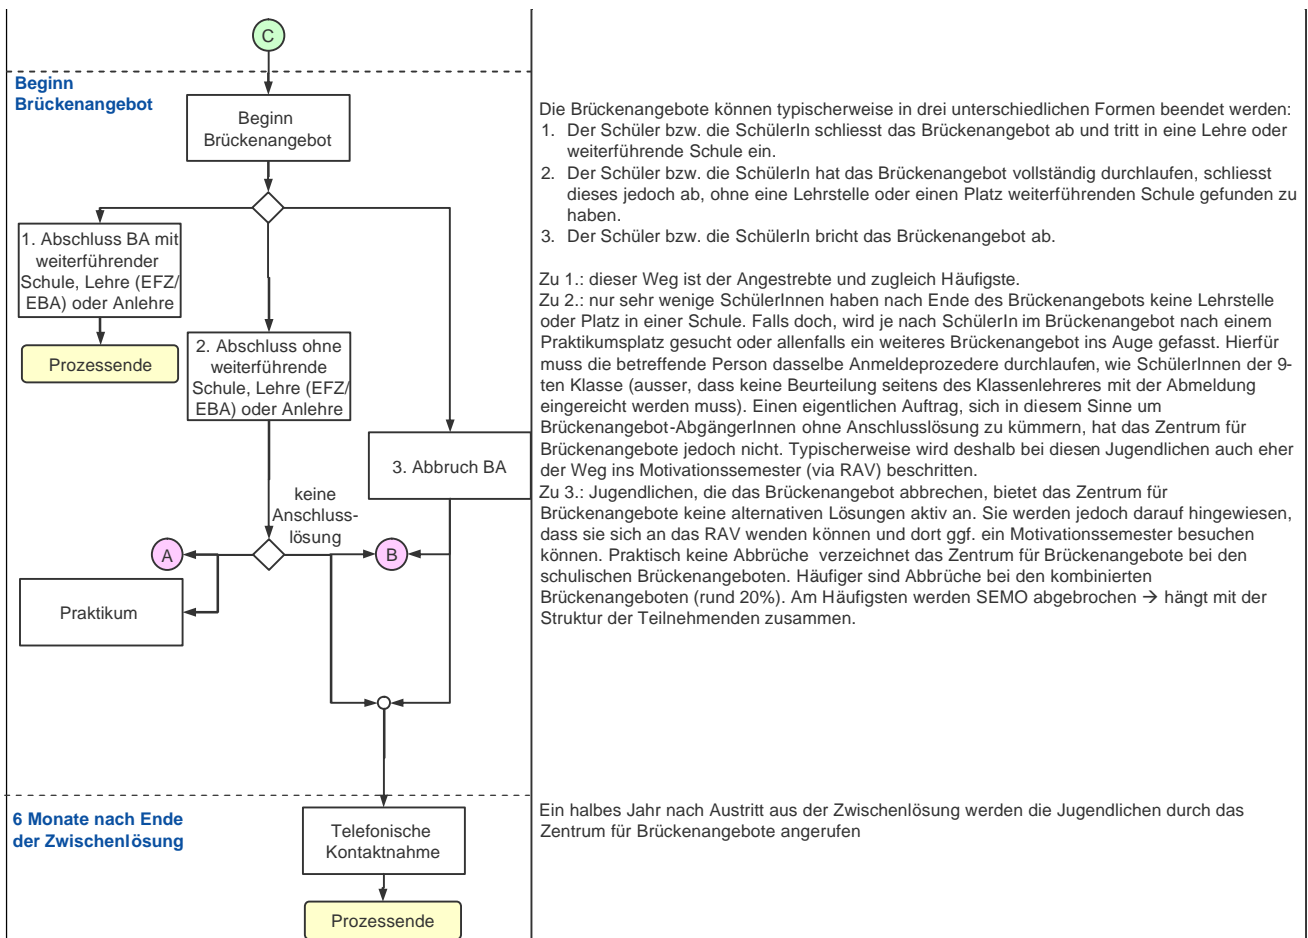 C
Beginn
Brückenangebot
Beginn
Brückenangebot
1. Abschluss BA mit
weiterführender
Schule, Lehre (EFZ/
EBA) oder Anlehre
Prozessende
2. Abschluss ohne
weiterführende
Schule, Lehre (EFZ/
EBA) oder Anlehre
3. Abbruch BA
keine
Anschluss-
lösung
A
B
Praktikum
6 Monate nach Ende
der Zwischenlösung
Telefonische
Kontaktnahme
Prozessende
Die Brückenangebote können typischerweise in drei unterschiedlichen Formen beendet werden:
1. Der Schüler bzw. die SchülerIn schliesst das Brückenangebot ab und tritt in eine Lehre oder
weiterführende Schule ein.
2. Der Schüler bzw. die SchülerIn hat das Brückenangebot vollständig durchlaufen, schliesst
dieses jedoch ab, ohne eine Lehrstelle oder einen Platz weiterführenden Schule gefunden zu
haben.
3. Der Schüler bzw. die SchülerIn bricht das Brückenangebot ab.
Zu 1.: dieser Weg ist der Angestrebte und zugleich Häufigste.
Zu 2.: nur sehr wenige SchülerInnen haben nach Ende des Brückenangebots keine Lehrstelle
oder Platz in einer Schule. Falls doch, wird je nach SchülerIn im Brückenangebot nach einem
Praktikumsplatz gesucht oder allenfalls ein weiteres Brückenangebot ins Auge gefasst. Hierfür
muss die betreffende Person dasselbe Anmeldeprozedere durchlaufen, wie SchülerInnen der 9-
ten Klasse (ausser, dass keine Beurteilung seitens des Klassenlehreres mit der Abmeldung
eingereicht werden muss). Einen eigentlichen Auftrag, sich in diesem Sinne um
Brückenangebot-AbgängerInnen ohne Anschlusslösung zu kümmern, hat das Zentrum für
Brückenangebote jedoch nicht. Typischerweise wird deshalb bei diesen Jugendlichen auch eher
der Weg ins Motivationssemester (via RAV) beschritten.
Zu 3.: Jugendlichen, die das Brückenangebot abbrechen, bietet das Zentrum für
Brückenangebote keine alternativen Lösungen aktiv an. Sie werden jedoch darauf hingewiesen,
dass sie sich an das RAV wenden können und dort ggf. ein Motivationssemester besuchen
können. Praktisch keine Abbrüche verzeichnet das Zentrum für Brückenangebote bei den
schulischen Brückenangeboten. Häufiger sind Abbrüche bei den kombinierten
Brückenangeboten (rund 20%). Am Häufigsten werden SEMO abgebrochen → hängt mit der
Struktur der Teilnehmenden zusammen.
Ein halbes Jahr nach Austritt aus der Zwischenlösung werden die Jugendlichen durch das
Zentrum für Brückenangebote angerufen